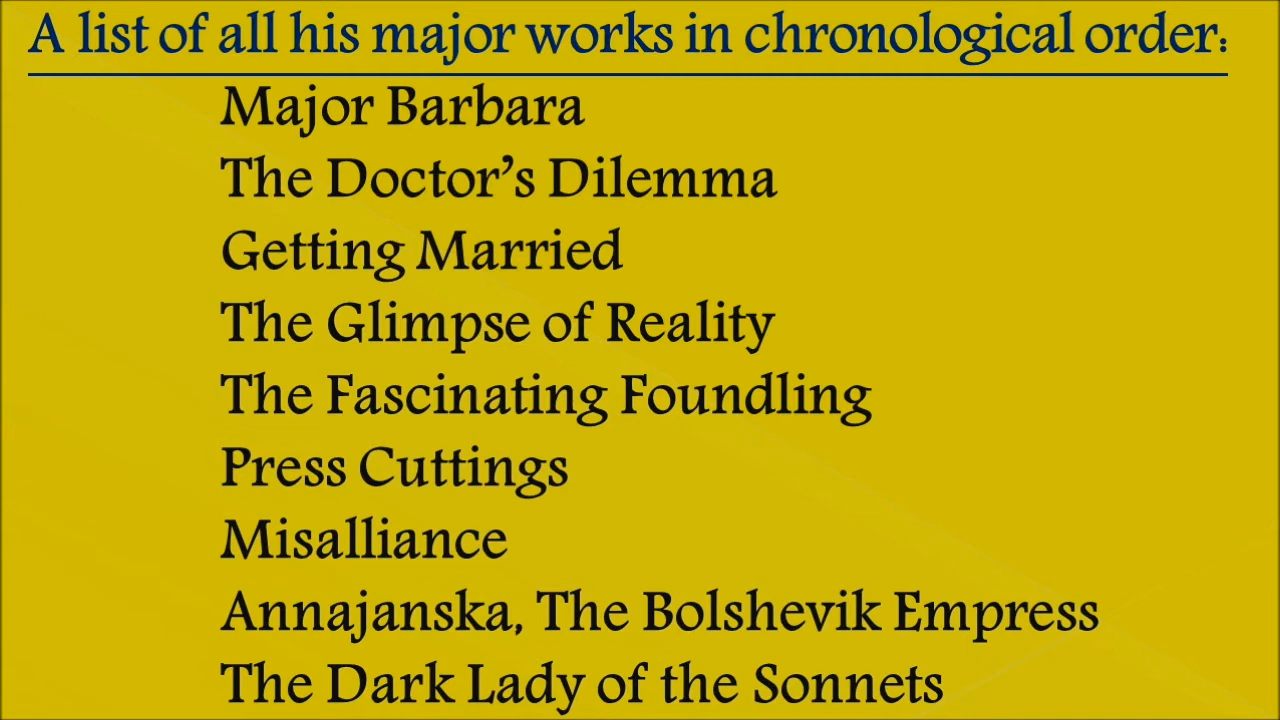 A list of all his major works in chronological order:
Major Barbara
The Doctor’s Dilemma
Getting Married
The Glimpse of Reality
The Fascinating Foundling
Press Cuttings
Misalliance
Annajanska, The Bolshevik Empress
The Dark Lady of the Sonnets